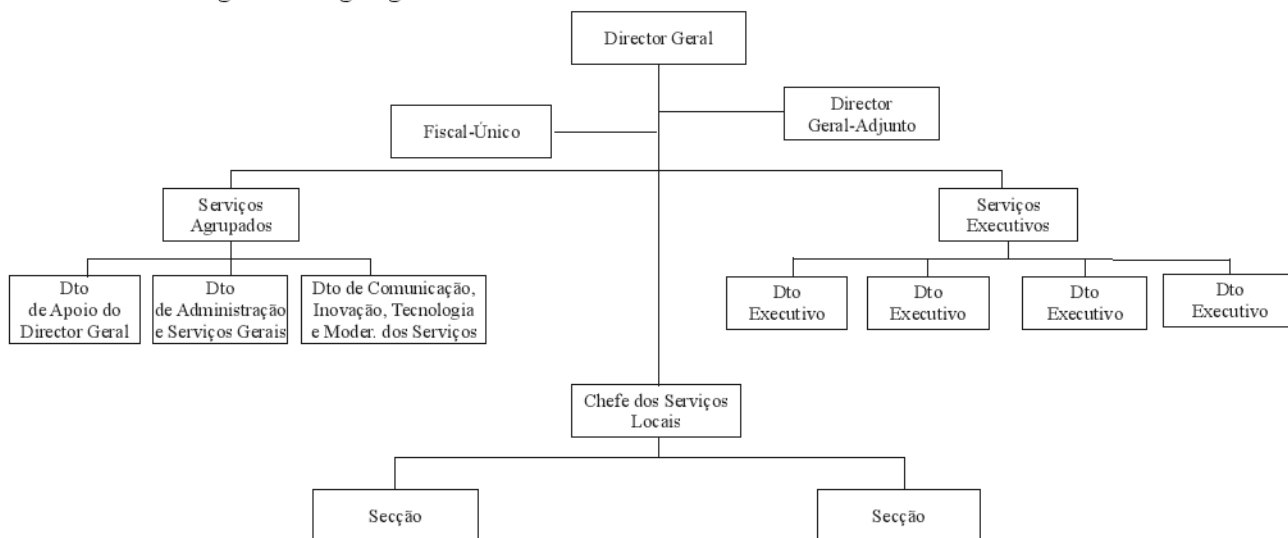 Director Geral
Director
Geral-Adjunto
Fiscal-Único
Serviços
Agrupados
Serviços
Executivos
Dto
de Apoio do
Director Geral
Dto
de Administração
e Serviços Gerais
Dto de Comunicação,
Inovação, Tecnologia
e Moder. dos Serviços
Dto
Executivo
Dto
Executivo
Dto
Executivo
Dto
Executivo
Chefe dos Serviços
Locais
Secção
Secção